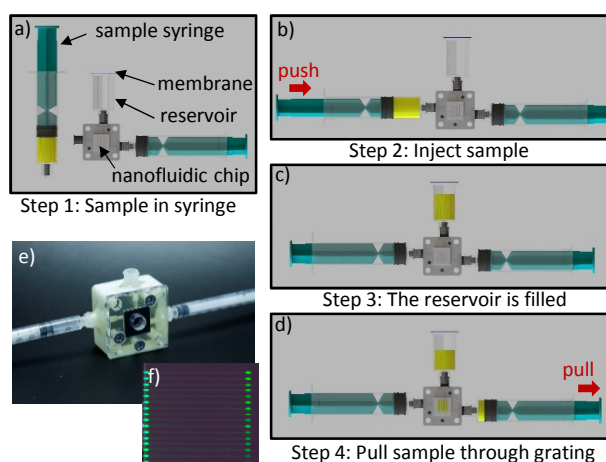 a)
sample syringe
membrane
reservoir
nanofluidic chip
Step 1: Sample in syringe
b)
push
Step 2: Inject sample
c)
Step 3: The reservoir is filled
d)
pull
Step 4: Pull sample through grating
e)
f)